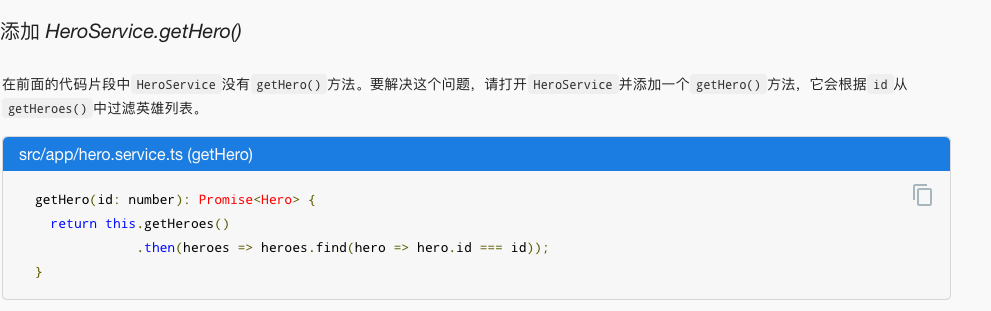 添加 HeroService.getHero()
在前面的代码片段中 HeroService 没有 getHero() 方法。要解决这个问题，请打开 HeroService 并添加一个 getHero() 方法，它会根据 id 从
getHeroes() 中过滤英雄列表。
src/app/hero.service.ts (getHero)
getHero(id: number): Promise<Hero> {
  return this.getHeroes()
             .then(heroes => heroes.find(hero => hero.id === id));
}